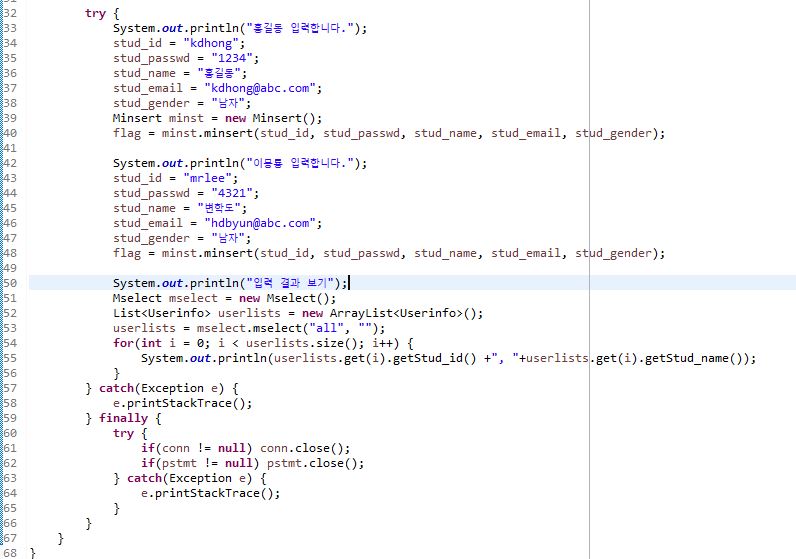 32 try {
33 System.out.println("홍길동 입력합니다.");
34 stud_id = "kdhong";
35 stud_passwd = "1234";
36 stud_name = "홍길동";
37 stud_email = "kdhong@abc.com";
38 stud_gender = "남자";
39 Minsert minst = new Minsert();
40 flag = minst.minsert(stud_id, stud_passwd, stud_name, stud_email, stud_gender);
41
42 System.out.println("이몽룡 입력합니다.");
43 stud_id = "mrlee";
44 stud_passwd = "4321";
45 stud_name = "변학도";
46 stud_email = "hdbyun@abc.com";
47 stud_gender = "남자";
48 flag = minst.minsert(stud_id, stud_passwd, stud_name, stud_email, stud_gender);
49
50 System.out.println("입력 결과 보기");
51 Mselect mselect = new Mselect();
52 List<Userinfo> userlists = new ArrayList<Userinfo>();
53 userlists = mselect.mselect("all", "");
54 for(int i = 0; i < userlists.size(); i++) {
55 System.out.println(userlists.get(i).getStud_id() +", "+userlists.get(i).getStud_name());
56 }
57 } catch(Exception e) {
58 e.printStackTrace();
59 } finally {
60 try {
61 if(conn != null) conn.close();
62 if(pstmt != null) pstmt.close();
63 } catch(Exception e) {
64 e.printStackTrace();
65 }
66 }
67 }
68 }